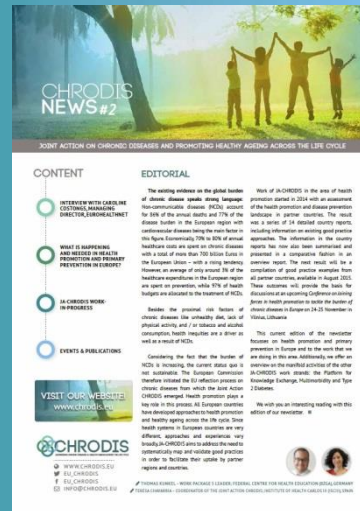 CHRODIS
NEWS #2
JOINT ACTION ON CHRONIC DISEASES AND PROMOTING HEALTHY AGEING ACROSS THE LIFE CYCLE
CONTENT
INTERVIEW WITH CAROLINE
COSTONGS, MANAGING
DIRECTOR, EUROHEALTHNET
WHAT IS HAPPENING
AND NEEDED IN HEALTH
PROMOTION AND PRIMARY
PREVENTION IN EUROPE?
JA-CHRODIS WORK-
IN-PROGRESS
EVENTS & PUBLICATIONS
VISIT OUR WEBSITE!
www.chrodis.eu
CHRODIS
WWW.CHRODIS.EU
EU_CHRODIS
EU_CHRODIS
INFO@CHRODIS.EU
EDITORIAL
The existing evidence on the global burden
of chronic disease speaks strong language:
Non-communicable diseases (NCDs) account
for 86% of the annual deaths and 77% of the
disease burden in the European region with
cardiovascular diseases being the main factor in
this figure. Economically, 70% to 80% of annual
healthcare costs are spent on chronic diseases
with a total of more than 700 billion Euros in
the European Union – with a rising tendency.
However, an average of only around 3% of the
healthcare expenditures in the European region
are spent on prevention, while 97% of health
budgets are allocated to the treatment of NCDs.
Besides the proximal risk factors of
chronic diseases like unhealthy diet, lack of
physical activity, and / or tobacco and alcohol
consumption, health inequities are a driver as
well as a result of NCDs.
Considering the fact that the burden of
NCDs is increasing, the current status quo is
not sustainable. The European Commission
therefore initiated the EU reflection process on
chronic diseases from which the Joint Action
CHRODIS emerged. Health promotion plays a
key role in this process. All European countries
have developed approaches to health promotion
and healthy ageing across the life cycle. Since
health systems in European countries are very
different, approaches and experiences vary
broadly. JA-CHRODIS aims to address the need to
systematically map and validate good practices
in order to facilitate their uptake by partner
regions and countries.
Work of JA-CHRODIS in the area of health
promotion started in 2014 with an assessment
of the health promotion and disease prevention
landscape in partner countries. The result
was a series of 14 detailed country reports,
including information on existing good practice
approaches. The information in the country
reports has now also been summarised and
presented in a comparative fashion in an
overview report. The next result will be a
compilation of good practice examples from
all partner countries, available in August 2015.
These outcomes will provide the basis for
discussions at an upcoming Conference on Joining
forces in health promotion to tackle the burden of
chronic diseases in Europe on 24-25 November in
Vilnius, Lithuania
This current edition of the newsletter
focuses on health promotion and primary
prevention in Europe and to the work that we
are doing in this area. Additionally, we offer an
overview on the manifold activities of the other
JA-CHRODIS work strands: the Platform for
Knowledge Exchange, Multimorbidity and Type
2 Diabetes.
We wish you an interesting reading with this
edition of our newsletter.
THOMAS KUNKEL – WORK PACKAGE 5 LEADER, FEDERAL CENTRE FOR HEALTH EDUCATION (BZGA), GERMANY
TERESA CHAVARRIA – COORDINATOR OF THE JOINT ACTION CHRODIS, INSTITUTE OF HEALTH CARLOS III (ISCIII), SPAIN